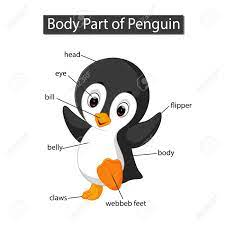 Body Part of Penguin
head
eye
bill
flipper
belly
body
claws
webbeb feet